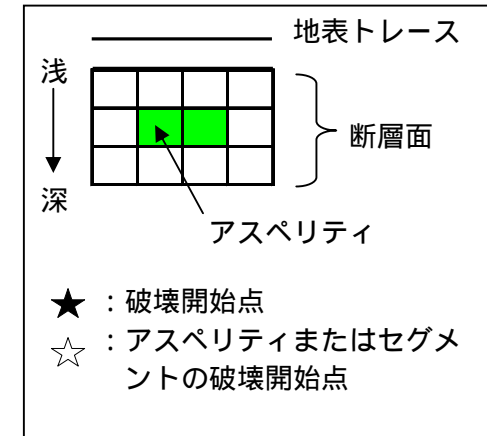 地表トレース
浅
断層面
深
アスペリティ
★：破壊開始点
☆：アスペリティまたはセグメ
ントの破壊開始点